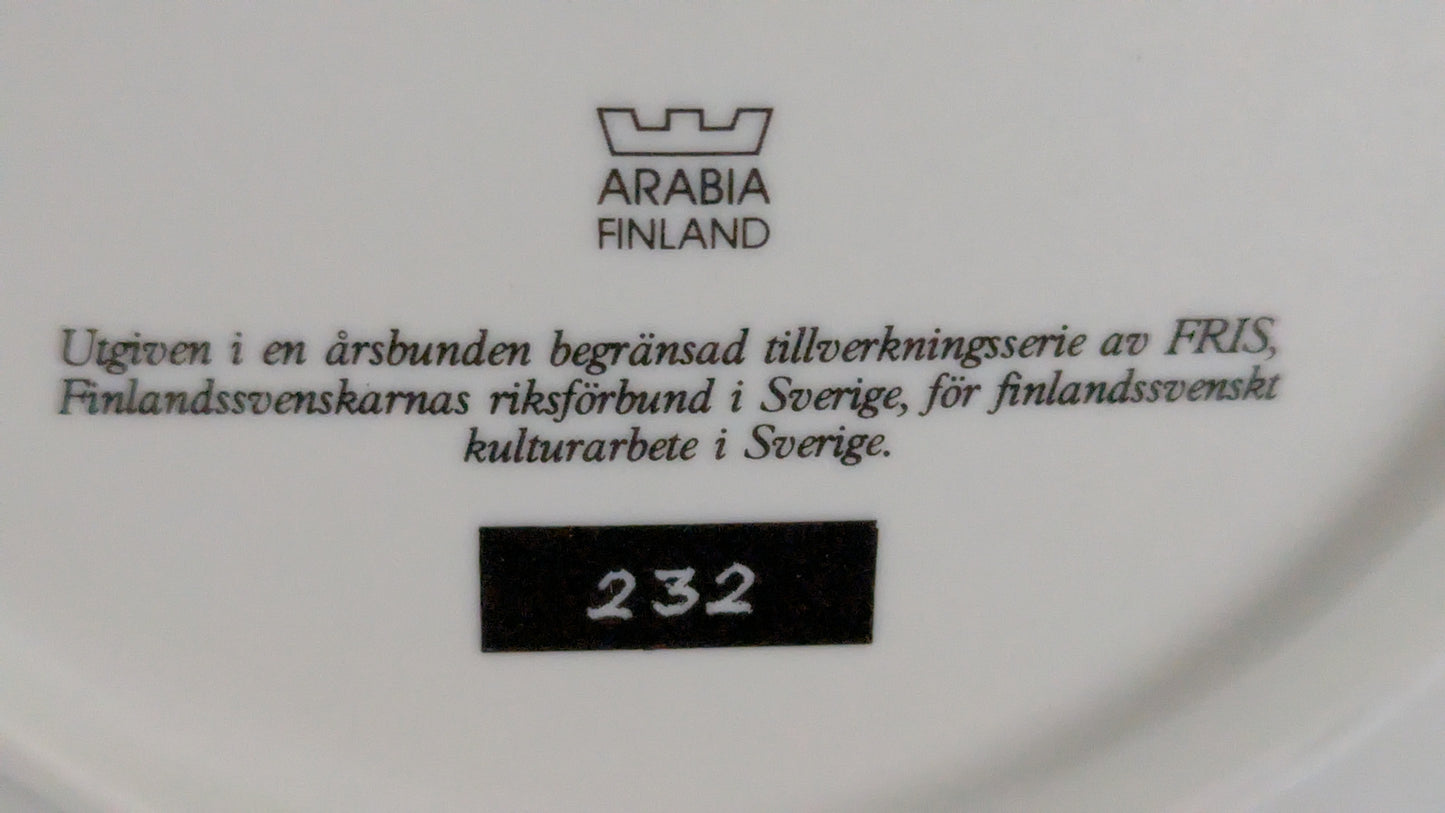 ARABIA
FINLAND
Utgiven i en årsbunden begränsad tillverkningsserie av FRIS,
Finlandssvenskarnas riksförbund i Sverige, för finlandssvenskt
kulturarbete i Sverige.
232